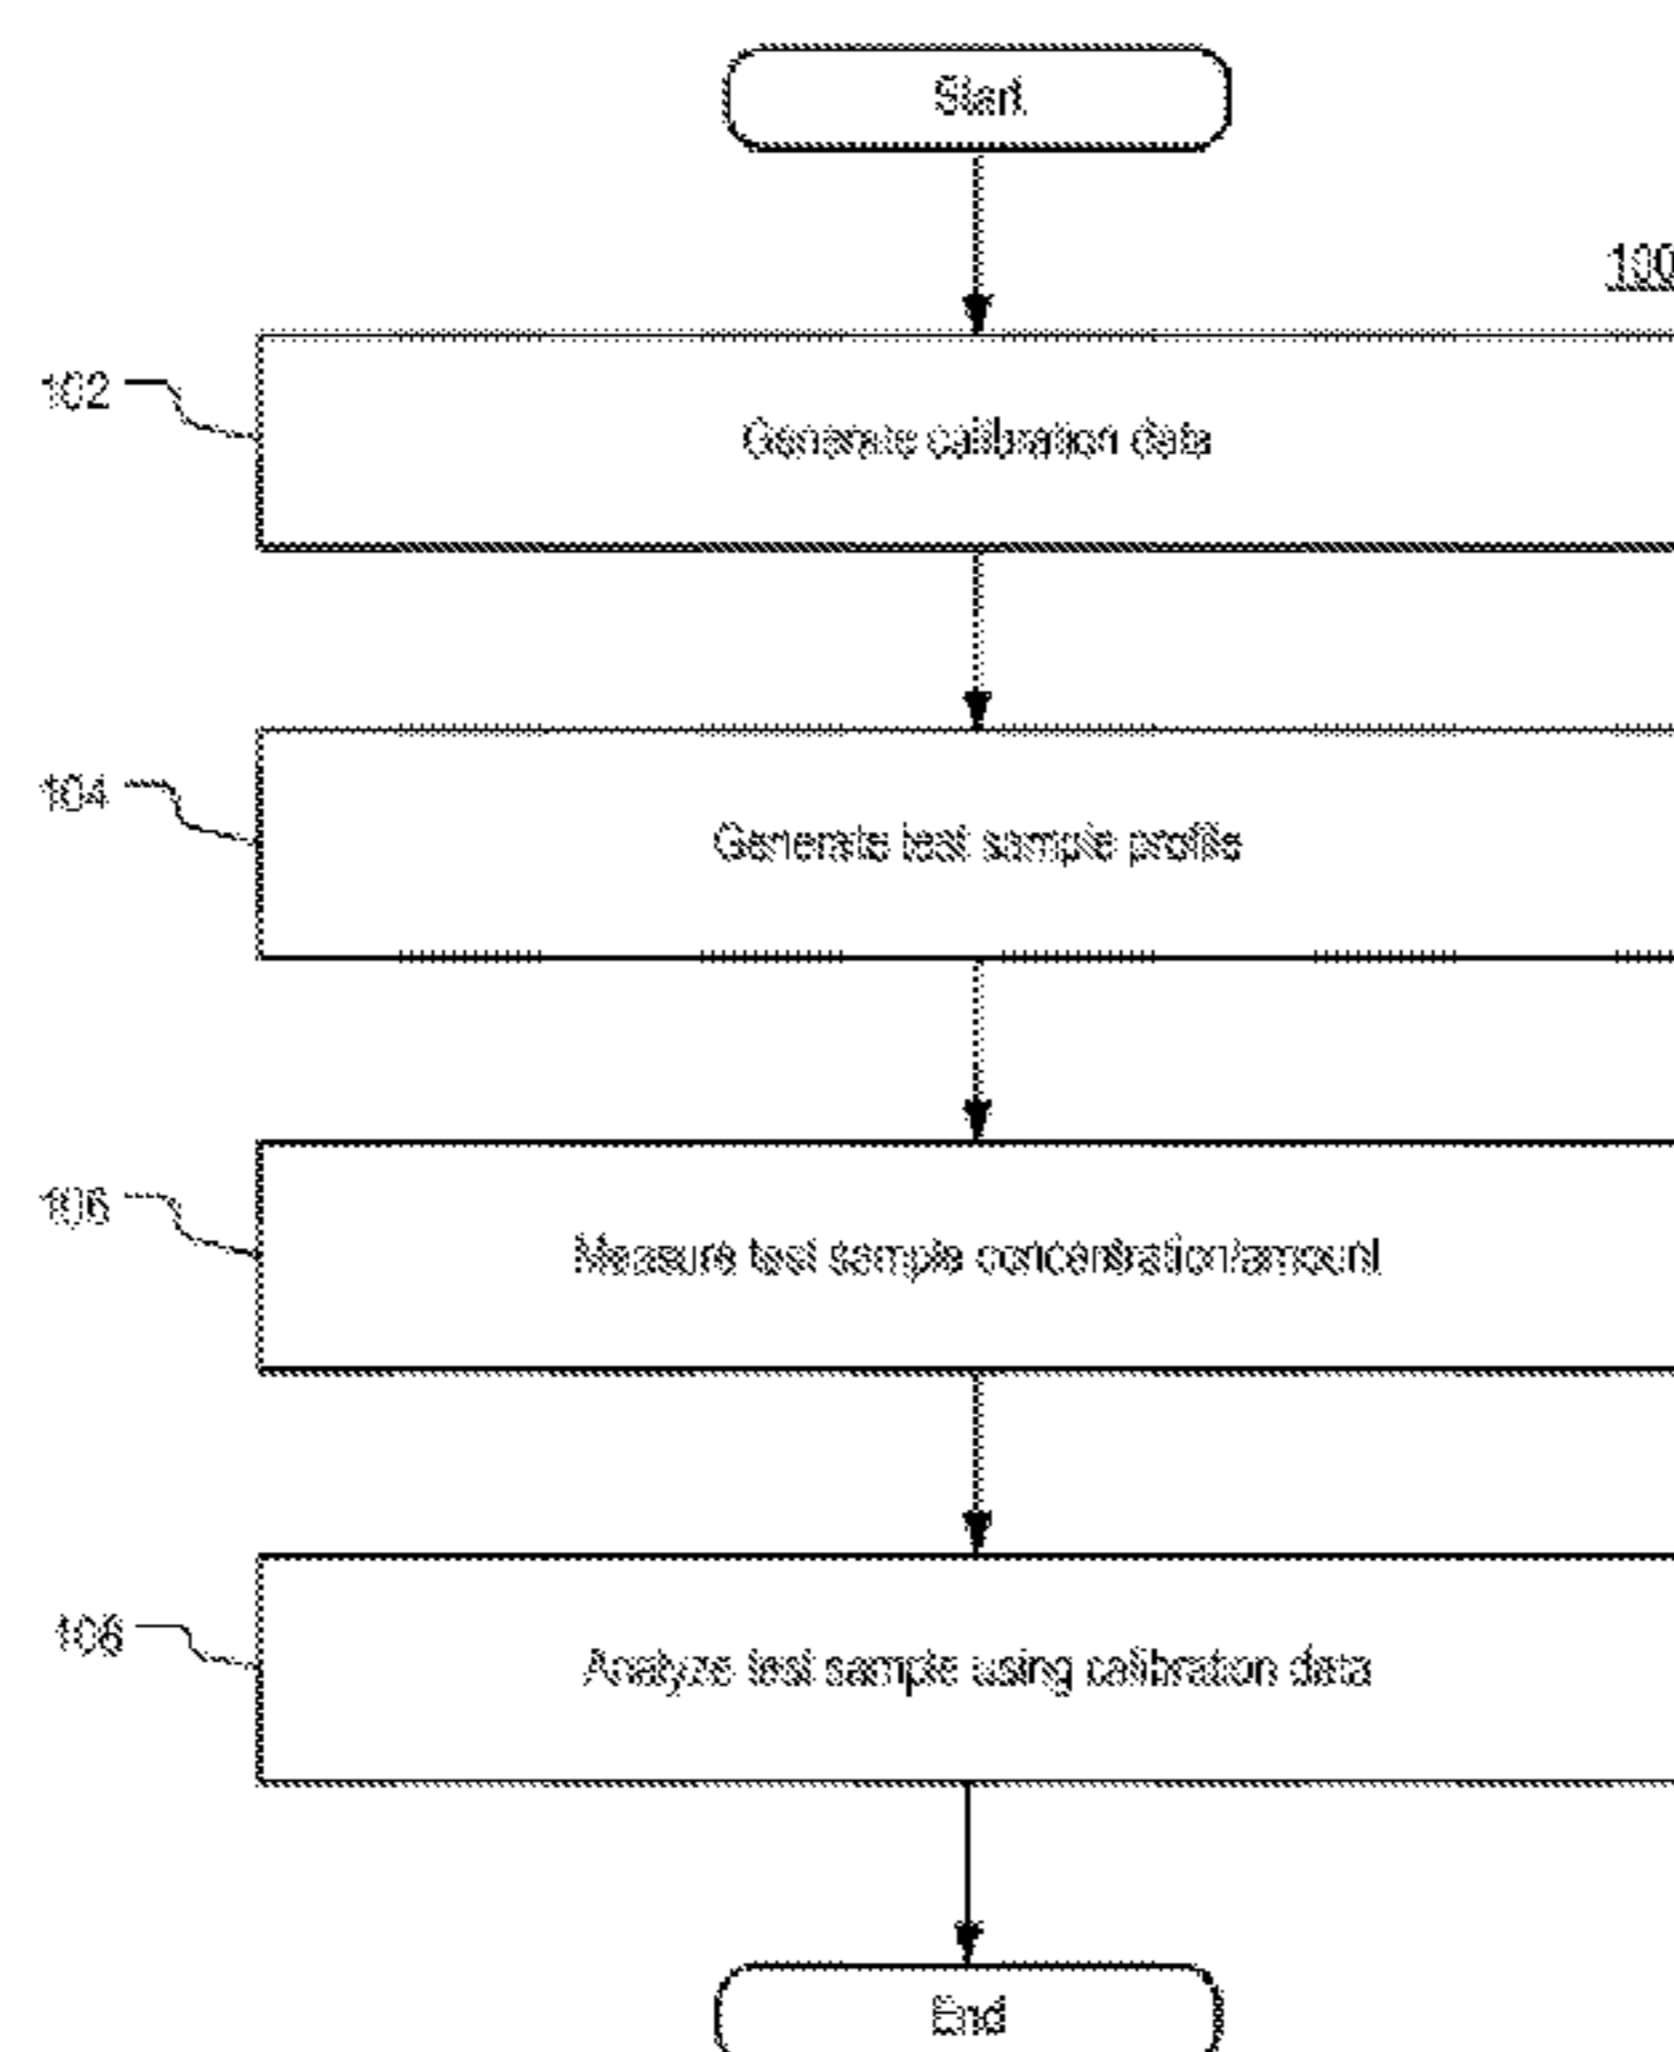 Start
100
102
Generate calibration data
104
Generate test sample profile
106
Measure test sample concentration/amount
Analyze test sample using calibration data
End